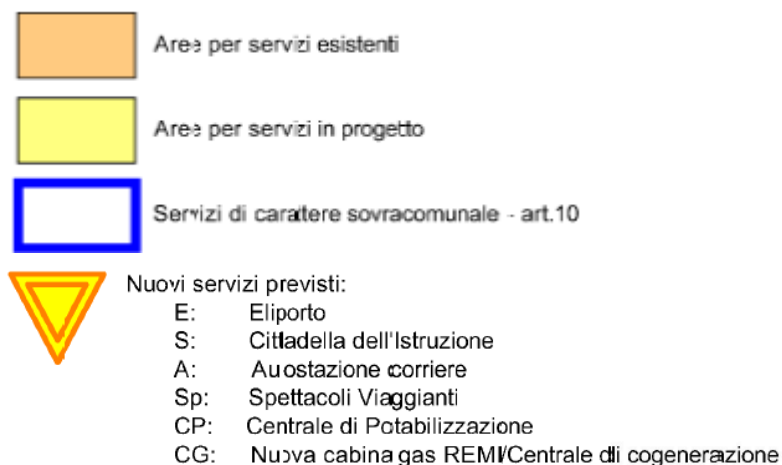 Aree per servizi esistenti
Aree per servizi in progetto
Servizi di carattere sovracomunale - art.10
Nuovi servizi previsti:
E: Eliporto
S: Cittadella dell'Istruzione
A: Auostazione corriere
Sp: Spettacoli Viaggianti
CP: Centrale di Potabilizzazione
CG: Nuova cabina gas REMI/Centrale di cogenerazione